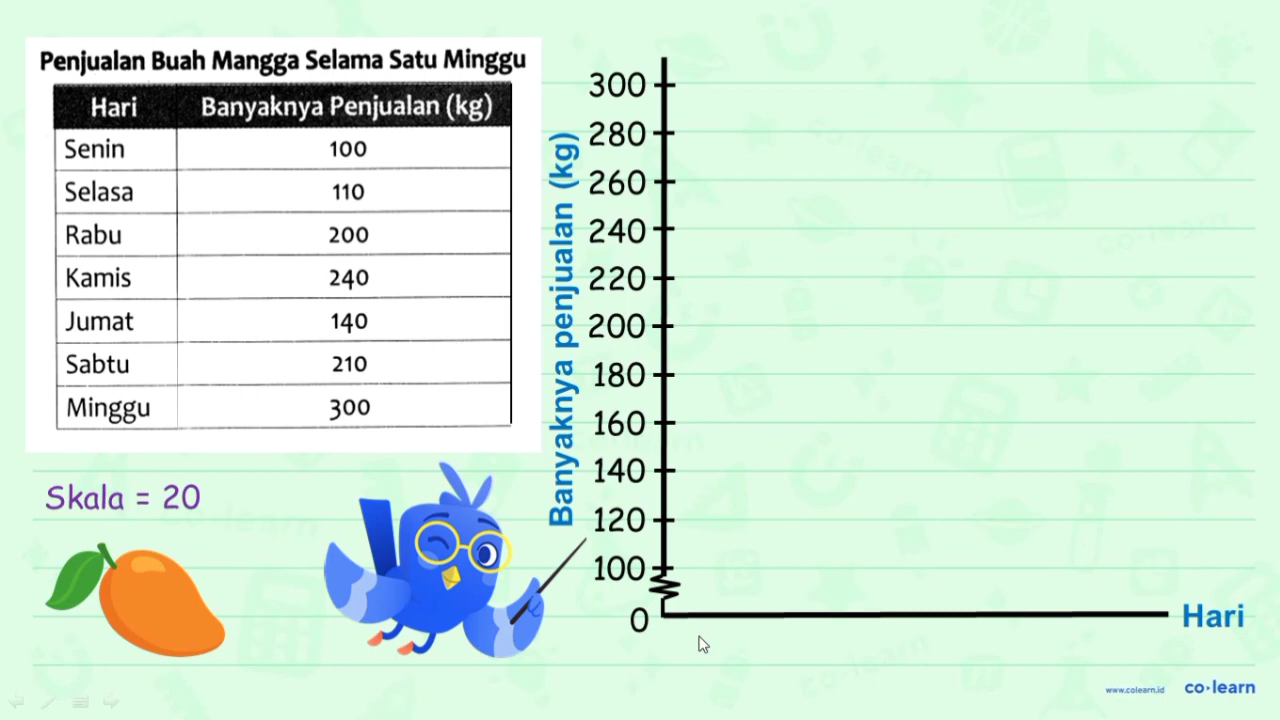 Penjualan Buah Mangga Selama Satu Minggu
Hari Banyaknya Penjualan (kg)
Senin 100
Selasa 110
Rabu 200
Kamis 240
Jumat 140
Sabtu 210
Minggu 300
Skala = 20
Banyaknya penjualan (kg)
300
280
260
240
220
200
180
160
140
120
100
0
Hari
www.colearn.id co·learn